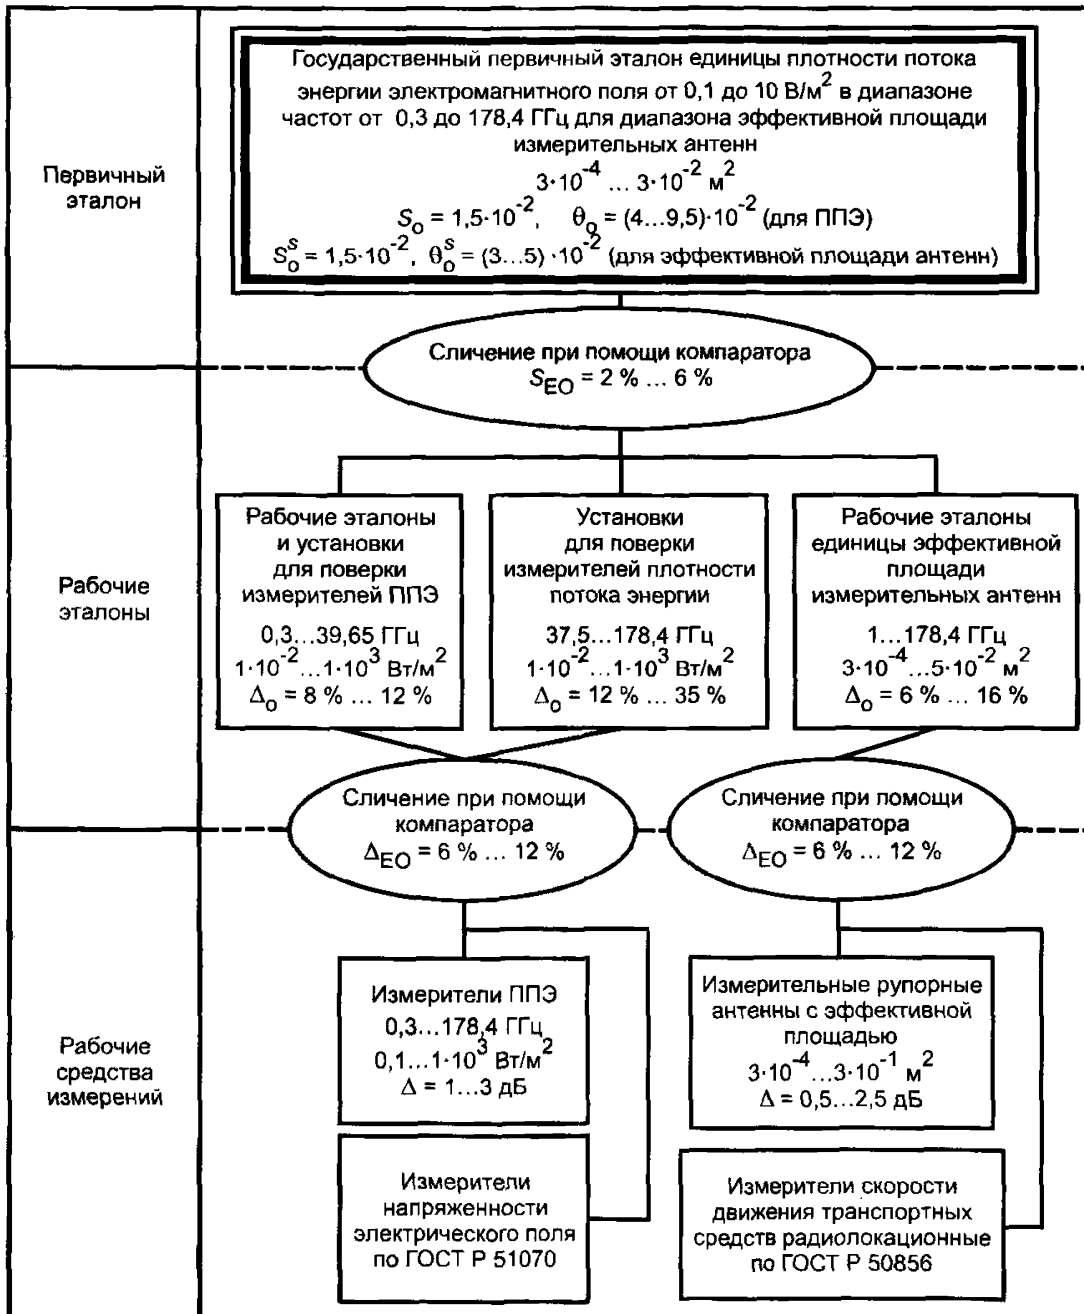 Первичный
эталон
Государственный первичный эталон единицы плотности потока
энергии электромагнитного поля от 0,1 до 10 В/м²  в диапазоне
частот от 0,3 до 178,4 ГГц для диапазона эффективной площади
измерительных антенн
3·10⁻⁴ ... 3·10⁻² м²
Sₒ = 1,5·10⁻², θₒ = (4...9,5)·10⁻² (для ППЭ)
Sₒˢ = 1,5·10⁻², θₒˢ = (3...5) ·10⁻² (для эффективной площади антенн)
Сличение при помощи компаратора
S_EO = 2 % ... 6 %
Рабочие
эталоны
Рабочие эталоны
и установки
для поверки
измерителей ППЭ
0,3...39,65 ГГц
1·10⁻²...1·10³ Вт/м²
Δₒ = 8 % ... 12 %
Установки
для поверки
измерителей плотности
потока энергии
37,5...178,4 ГГц
1·10⁻²...1·10³ Вт/м²
Δₒ = 12 % ... 35 %
Рабочие эталоны
единицы эффективной
площади
измерительных антенн
1...178,4 ГГц
3·10⁻⁴...5·10⁻² м²
Δₒ = 6 % ... 16 %
Сличение при помощи
компаратора
Δ_EO = 6 % ... 12 %
Сличение при помощи
компаратора
Δ_EO = 6 % ... 12 %
Рабочие
средства
измерений
Измерители ППЭ
0,3...178,4 ГГц
0,1...1·10³ Вт/м²
Δ = 1...3 дБ
Измерительные рупорные
антенны с эффективной
площадью
3·10⁻⁴...3·10⁻¹ м²
Δ = 0,5...2,5 дБ
Измерители
напряженности
электрического поля
по ГОСТ Р 51070
Измерители скорости
движения транспортных
средств радиолокационные
по ГОСТ Р 50856